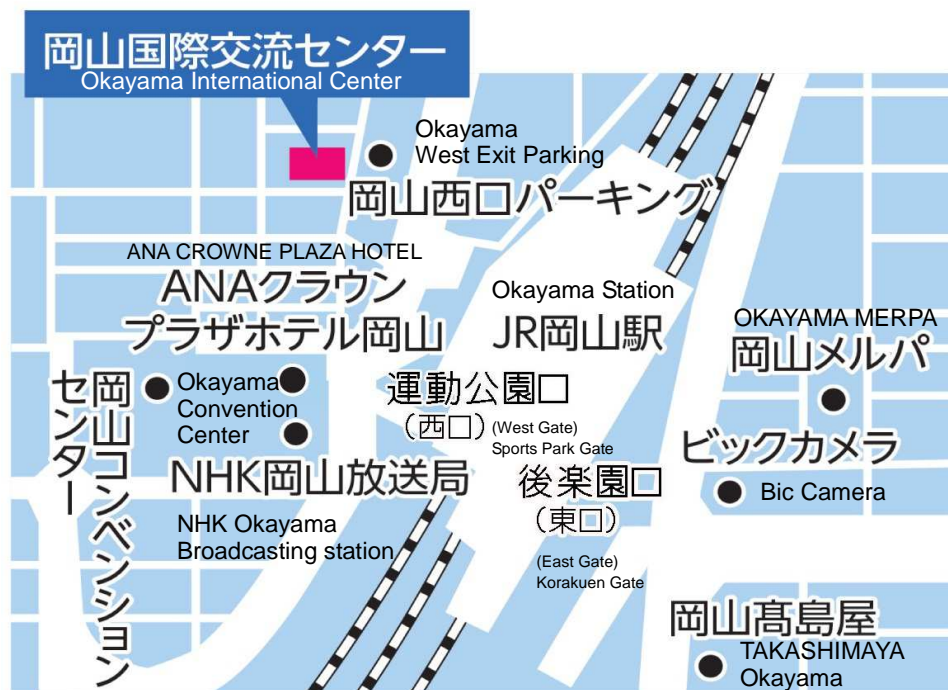 岡山国際交流センター
Okayama International Center
Okayama
West Exit Parking
岡山西口パーキング
ANA CROWNE PLAZA HOTEL
ANAクラウン
プラザホテル岡山
Okayama Station
JR岡山駅
OKAYAMA MERPA
岡山メルパ
岡山コンベンション
センター
Okayama
Convention
Center
運動公園口
(西口)
(West Gate)
Sports Park Gate
ビックカメラ
Bic Camera
NHK岡山放送局
NHK Okayama
Broadcasting station
後楽園口
(東口)
(East Gate)
Korakuen Gate
岡山髙島屋
TAKASHIMAYA
Okayama